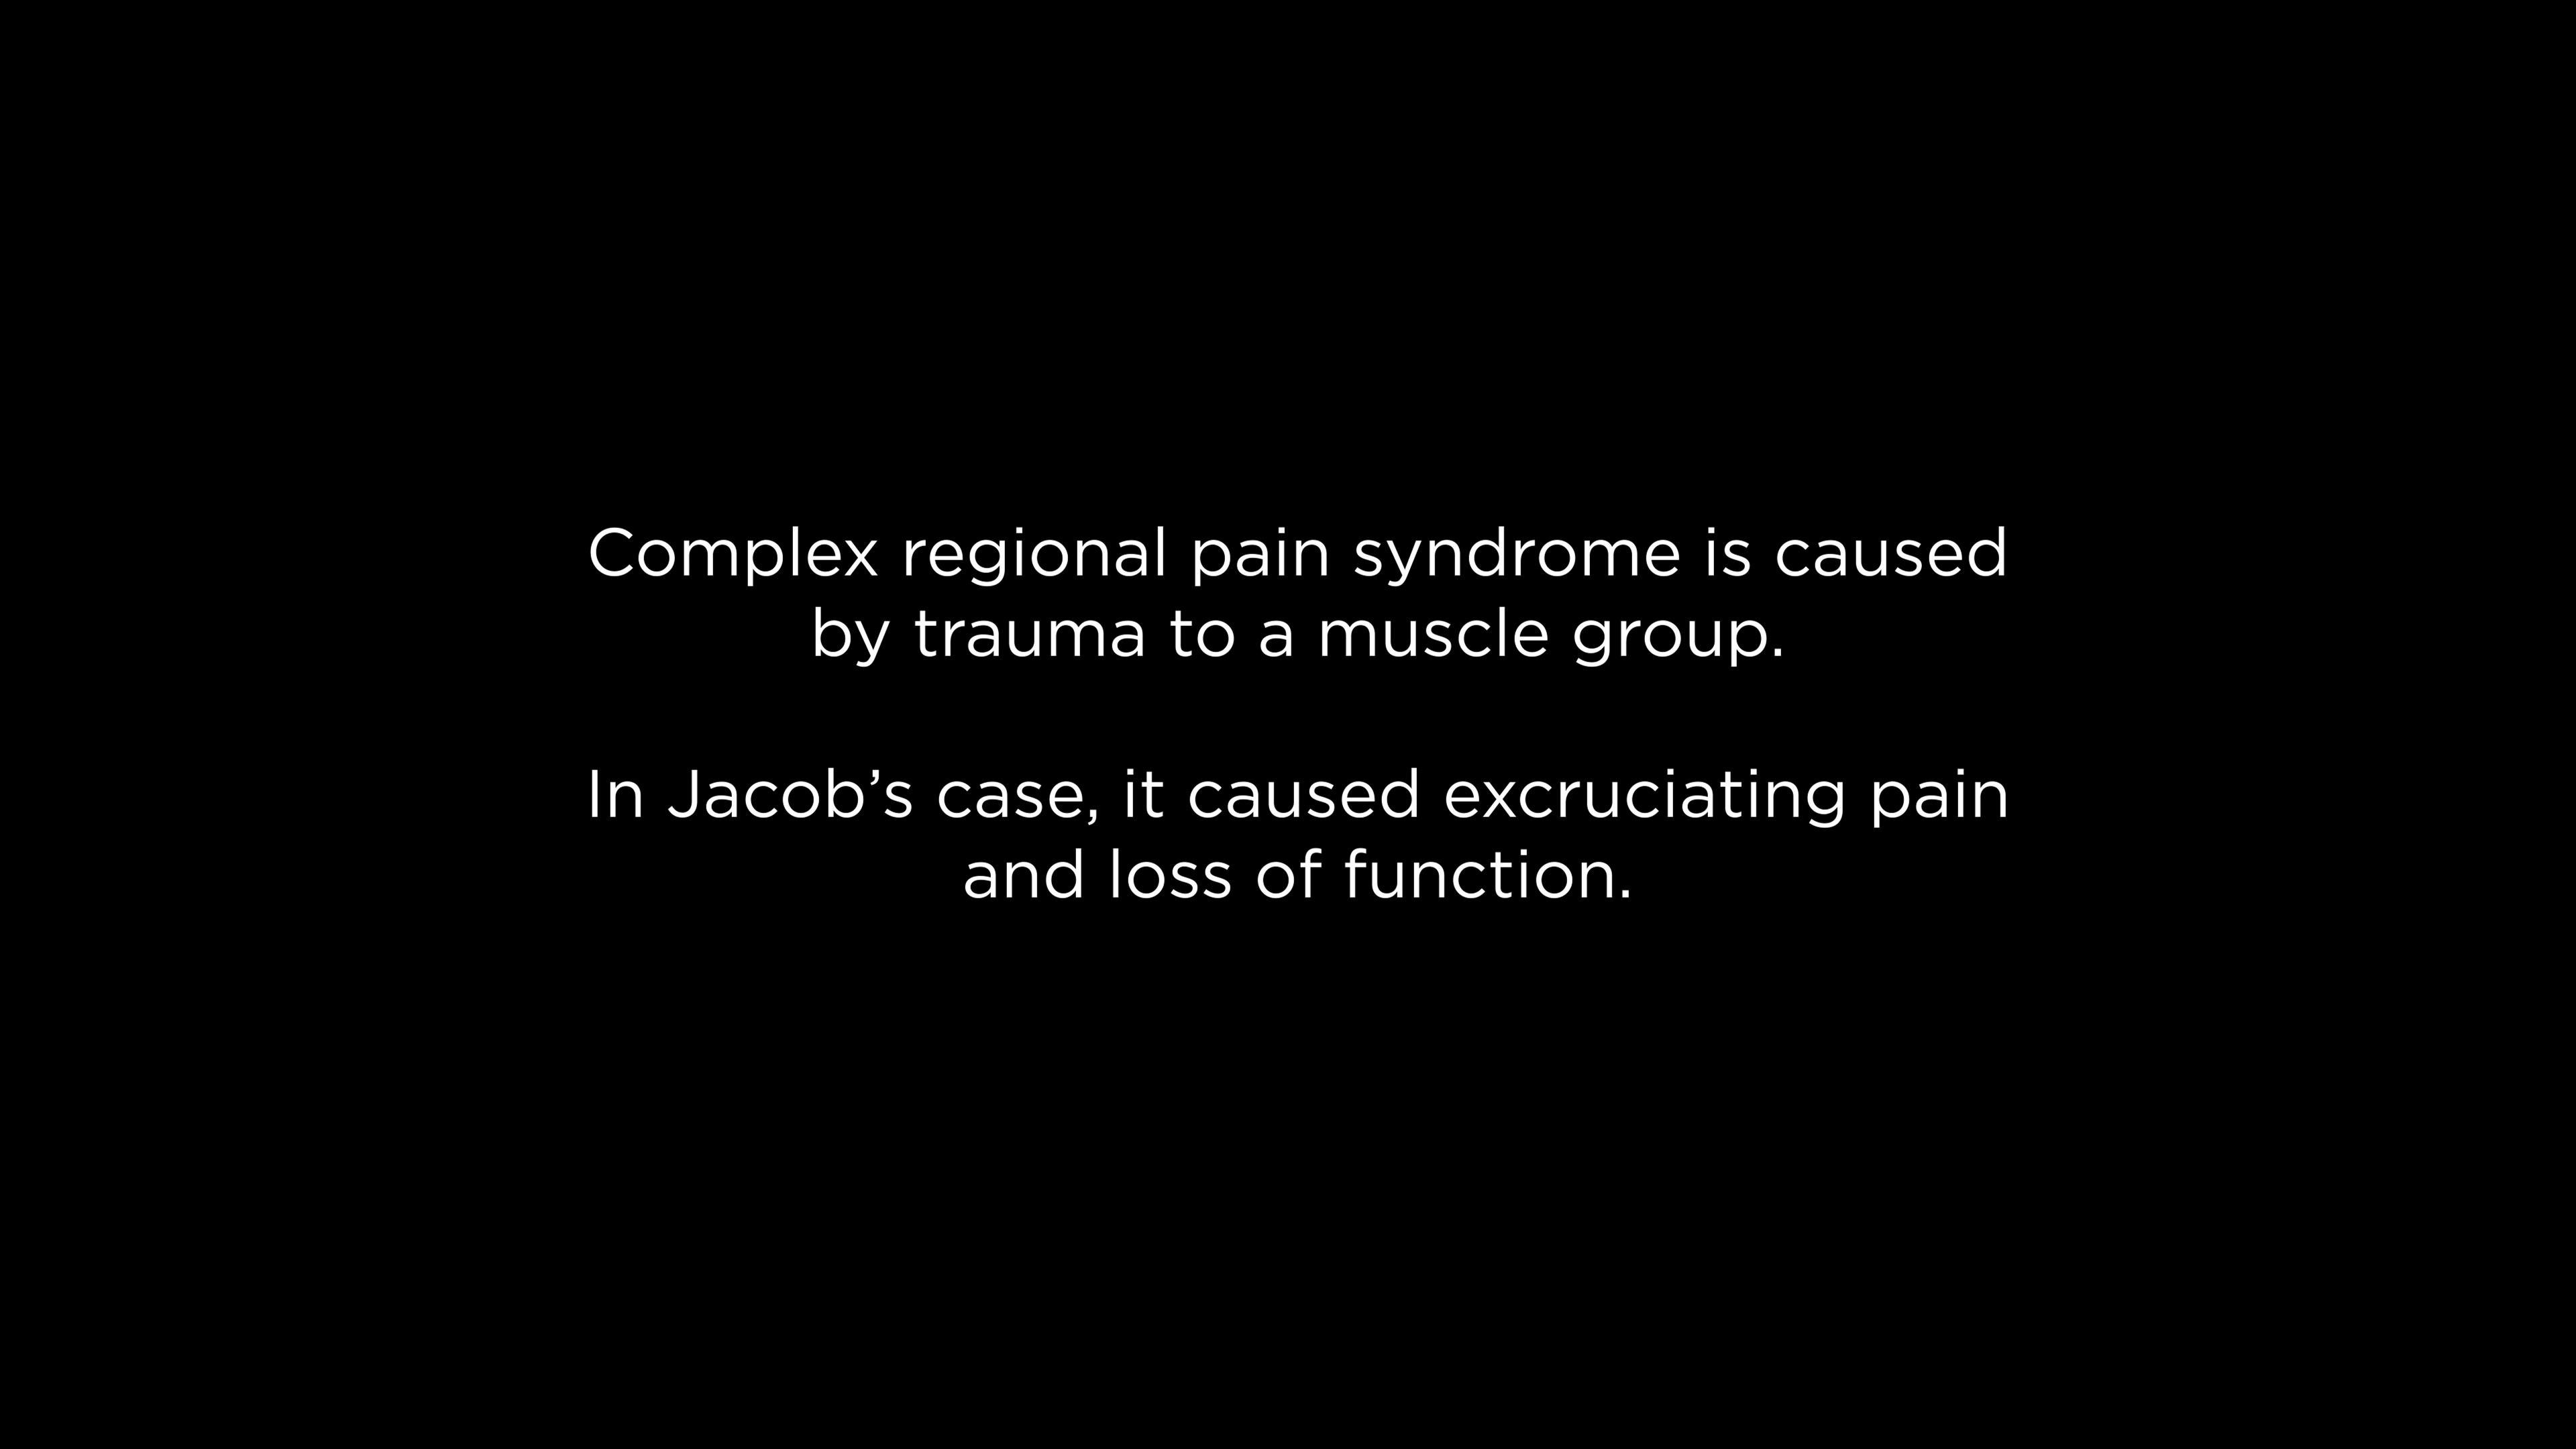 Complex regional pain syndrome is caused
by trauma to a muscle group.
In Jacob’s case, it caused excruciating pain
and loss of function.